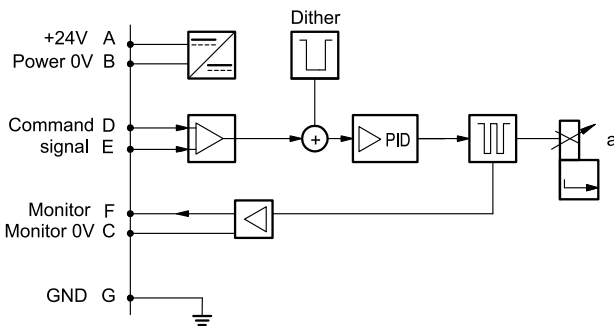 Dither
+24V A
Power 0V B
Command D
signal E
+
PID
a
Monitor F
Monitor 0V C
GND G